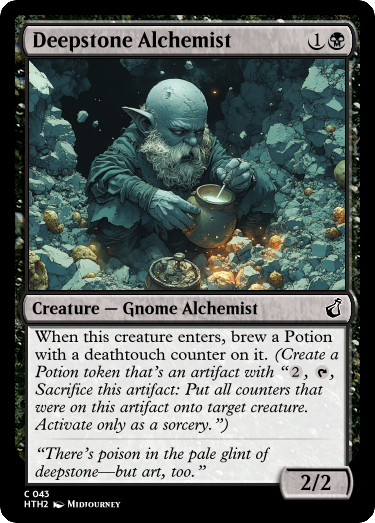 Deepstone Alchemist 1
Creature — Gnome Alchemist
When this creature enters, brew a Potion
with a deathtouch counter on it. (Create a
Potion token that's an artifact with “2, ,
Sacrifice this artifact: Put all counters that
were on this artifact onto target creature.
Activate only as a sorcery.”)
“There's poison in the pale glint of
deepstone—but art, too.”
2/2
C 043
HTH2 Midjourney